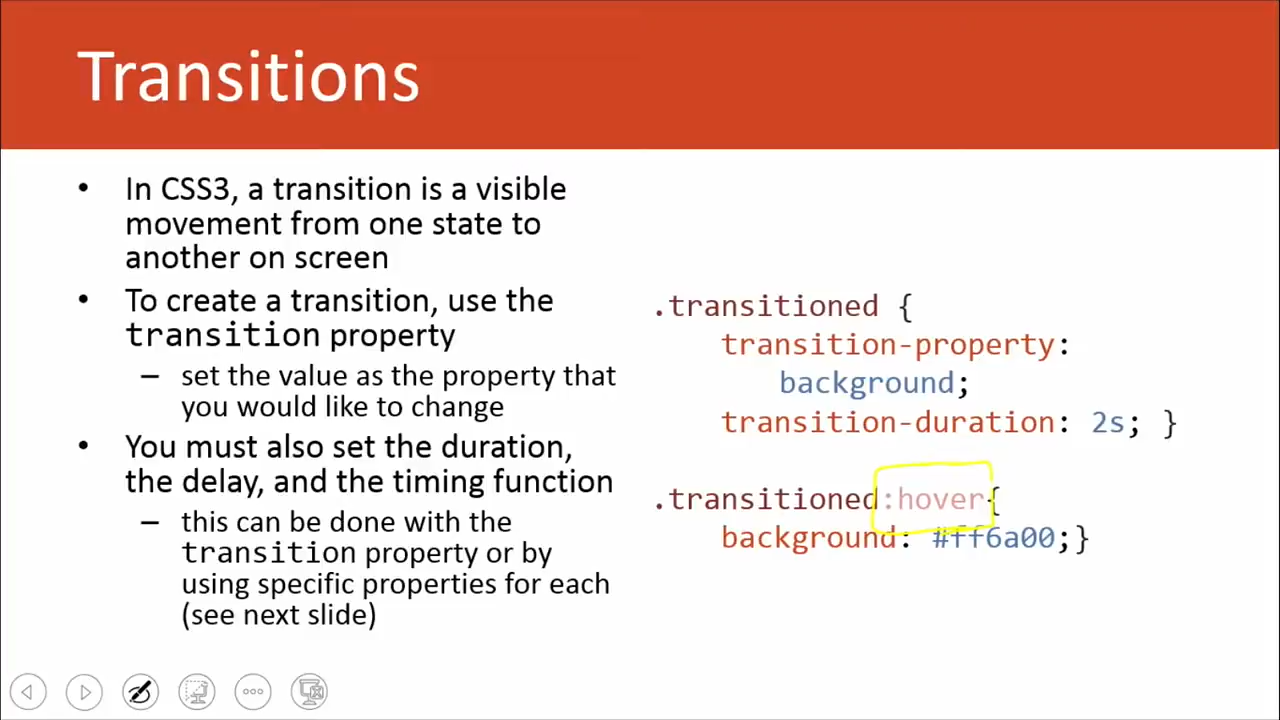 Transitions
• In CSS3, a transition is a visible
movement from one state to
another on screen
• To create a transition, use the
transition property
– set the value as the property that
you would like to change
• You must also set the duration,
the delay, and the timing function
– this can be done with the
transition property or by
using specific properties for each
(see next slide)
.transitioned {
transition-property:
background;
transition-duration: 2s; }
.transitioned:hover{
background: #ff6a00;}